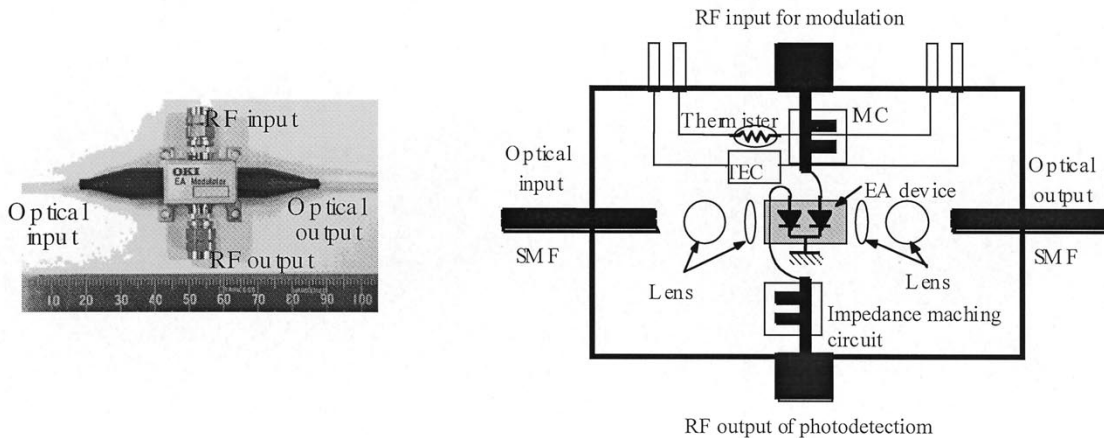 RF input
OKI
EA Modulator
Optical
input
Optical
output
RF output
10 20 30 40 50 60 70 80 90 100
RF input for modulation
Thermister
MC
TEC
Optical
input
EA device
Optical
output
SMF
SMF
Lens
Lens
Impedance maching
circuit
RF output of photodetectiom